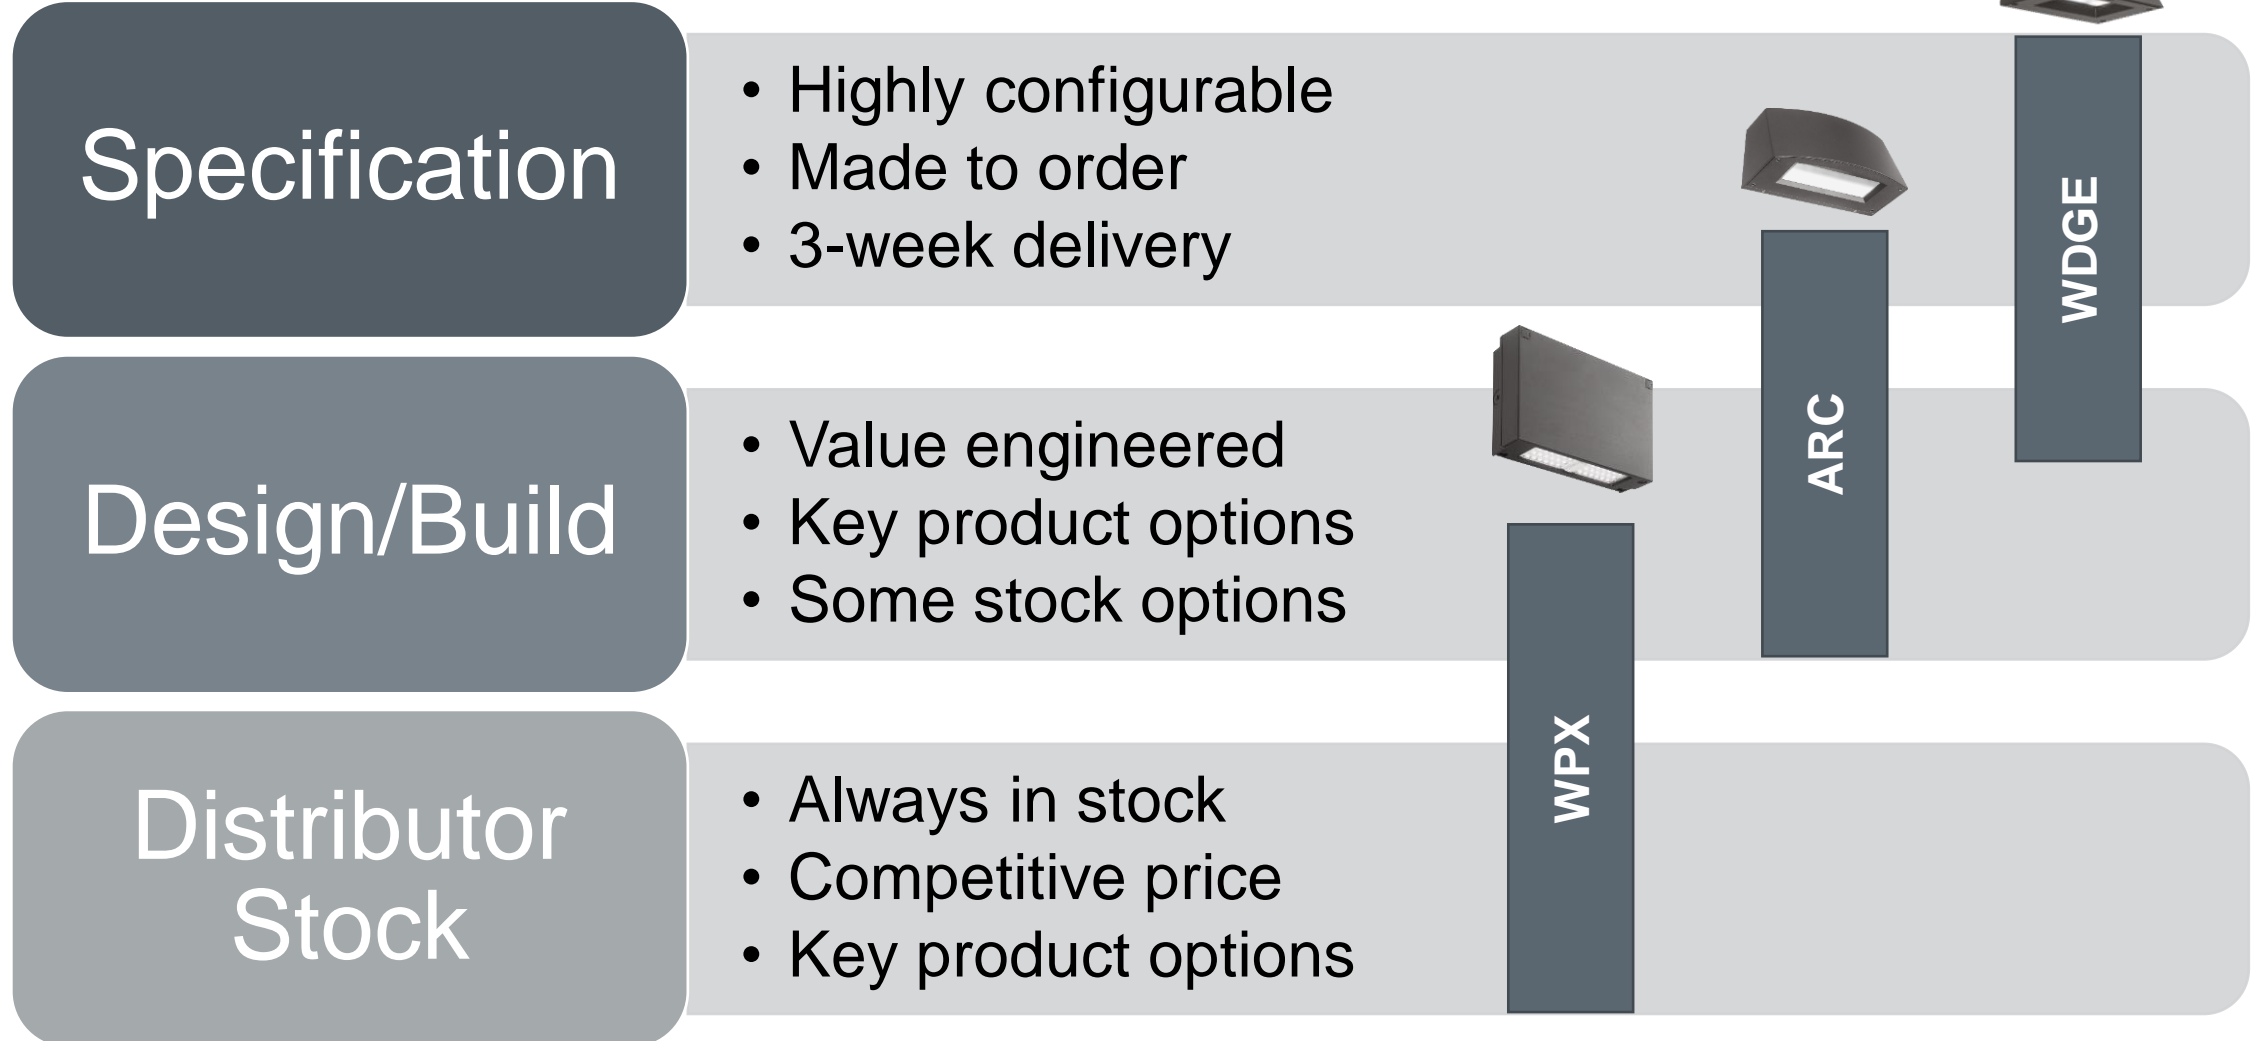 Specification
• Highly configurable
• Made to order
• 3-week delivery
WDGE
Design/Build
• Value engineered
• Key product options
• Some stock options
ARC
Distributor
Stock
• Always in stock
• Competitive price
• Key product options
WPX